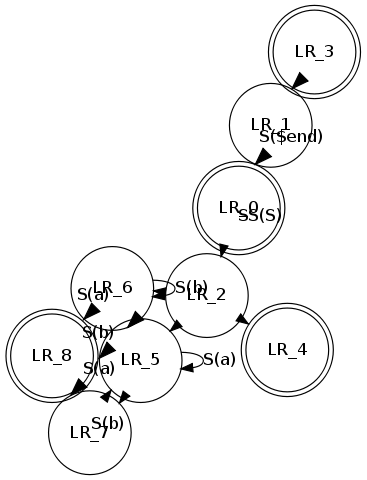 LR_3
LR_1
S($end)
LR_0
SS(S)
LR_6
S(b)
LR_2
S(a)
S(b)
LR_8
LR_5
LR_4
S(a)
S(a)
S(b)
LR_7